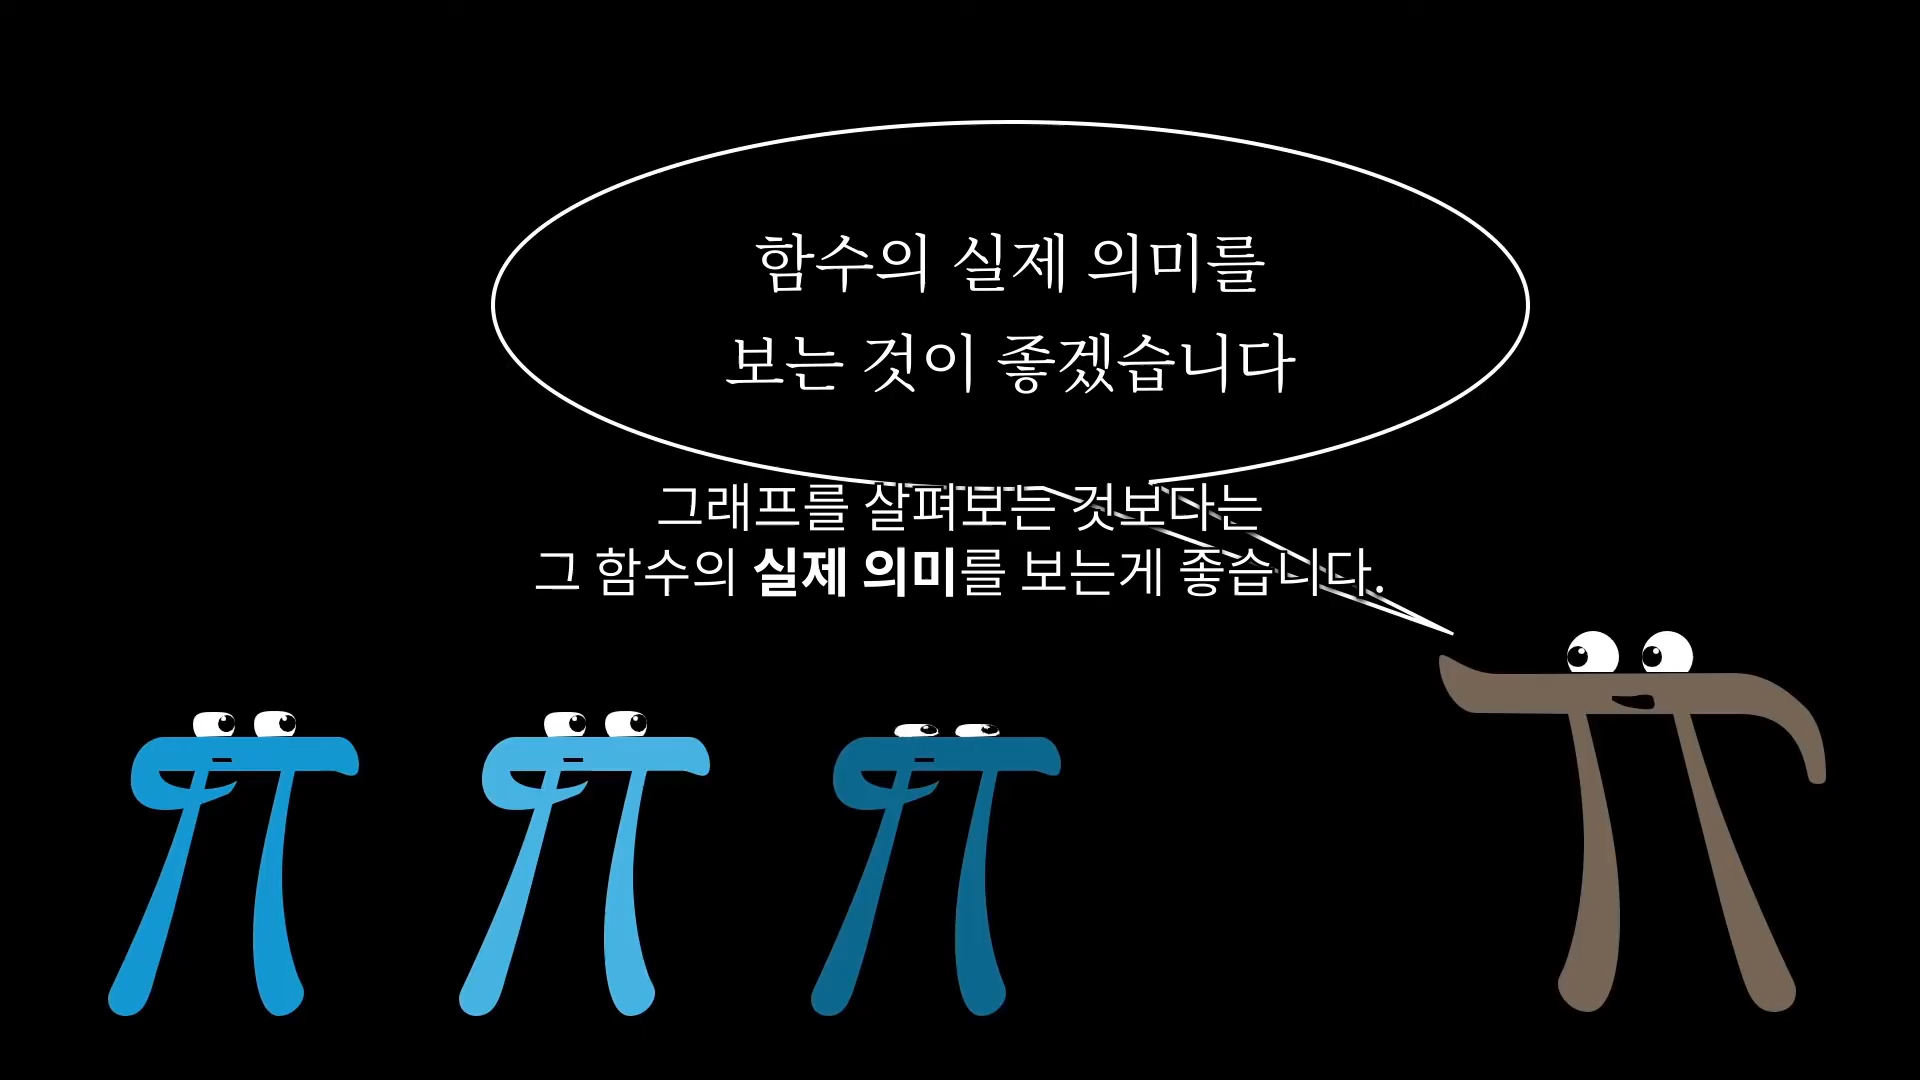 함수의 실제 의미를
보는 것이 좋겠습니다
그래프를 살펴보는 것보다는
그 함수의 실제 의미를 보는게 좋습니다.